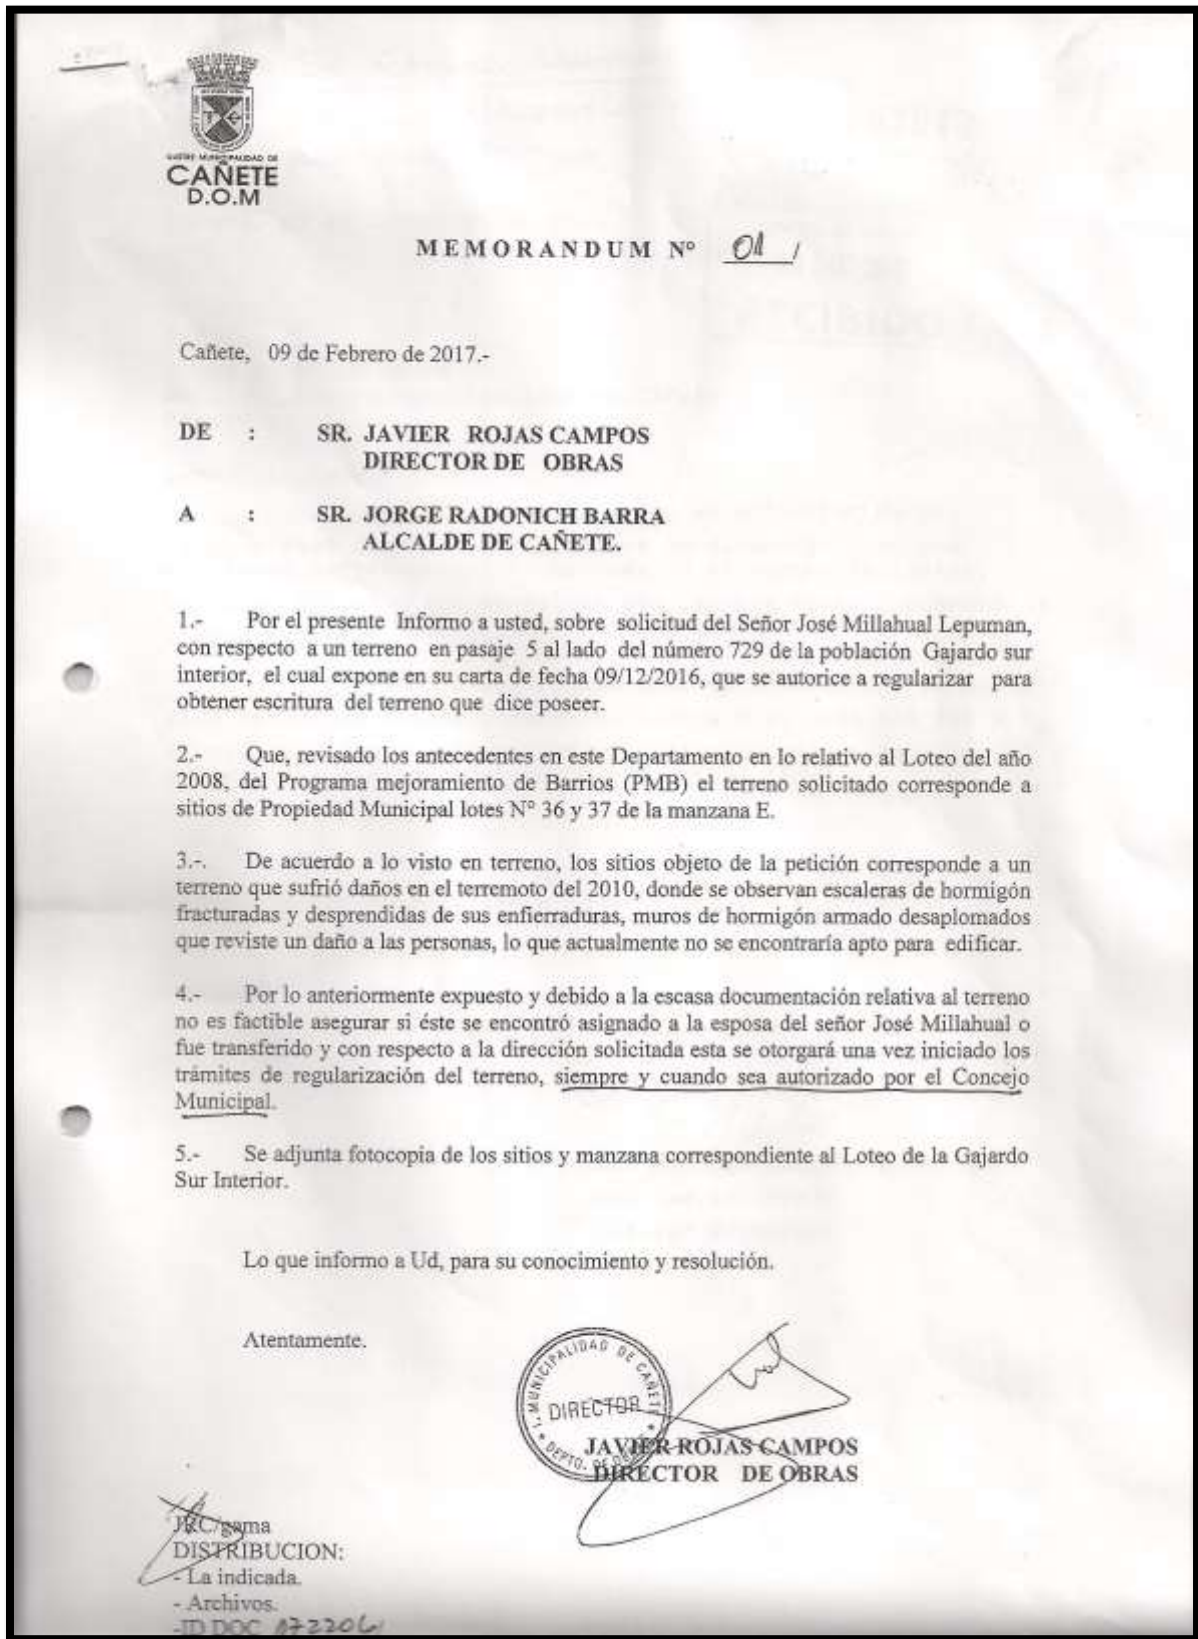 ILUSTRE MUNICIPALIDAD DE
CAÑETE
D.O.M
MEMORANDUM Nº 01 /
Cañete, 09 de Febrero de 2017.-
DE : SR. JAVIER ROJAS CAMPOS
DIRECTOR DE OBRAS
A : SR. JORGE RADONICH BARRA
ALCALDE DE CAÑETE.
1.- Por el presente Informo a usted, sobre solicitud del Señor José Millahual Lepuman,
con respecto a un terreno en pasaje 5 al lado del número 729 de la población Gajardo sur
interior, el cual expone en su carta de fecha 09/12/2016, que se autorice a regularizar para
obtener escritura del terreno que dice poseer.
2.- Que, revisado los antecedentes en este Departamento en lo relativo al Loteo del año
2008, del Programa mejoramiento de Barrios (PMB) el terreno solicitado corresponde a
sitios de Propiedad Municipal lotes Nº 36 y 37 de la manzana E.
3.-. De acuerdo a lo visto en terreno, los sitios objeto de la petición corresponde a un
terreno que sufrió daños en el terremoto del 2010, donde se observan escaleras de hormigón
fracturadas y desprendidas de sus enfierraduras, muros de hormigón armado desaplomados
que reviste un daño a las personas, lo que actualmente no se encontraría apto para edificar.
4.- Por lo anteriormente expuesto y debido a la escasa documentación relativa al terreno
no es factible asegurar si éste se encontró asignado a la esposa del señor José Millahual o
fue transferido y con respecto a la dirección solicitada esta se otorgará una vez iniciado los
trámites de regularización del terreno, siempre y cuando sea autorizado por el Concejo
Municipal.
5.- Se adjunta fotocopia de los sitios y manzana correspondiente al Loteo de la Gajardo
Sur Interior.
Lo que informo a Ud, para su conocimiento y resolución.
Atentamente.
I. MUNICIPALIDAD DE CAÑETE
DIRECTOR
* DEPTO. DE OBRAS *
JAVIER ROJAS CAMPOS
DIRECTOR DE OBRAS
JRC/gama
DISTRIBUCION:
- La indicada.
- Archivos.
-ID DOC